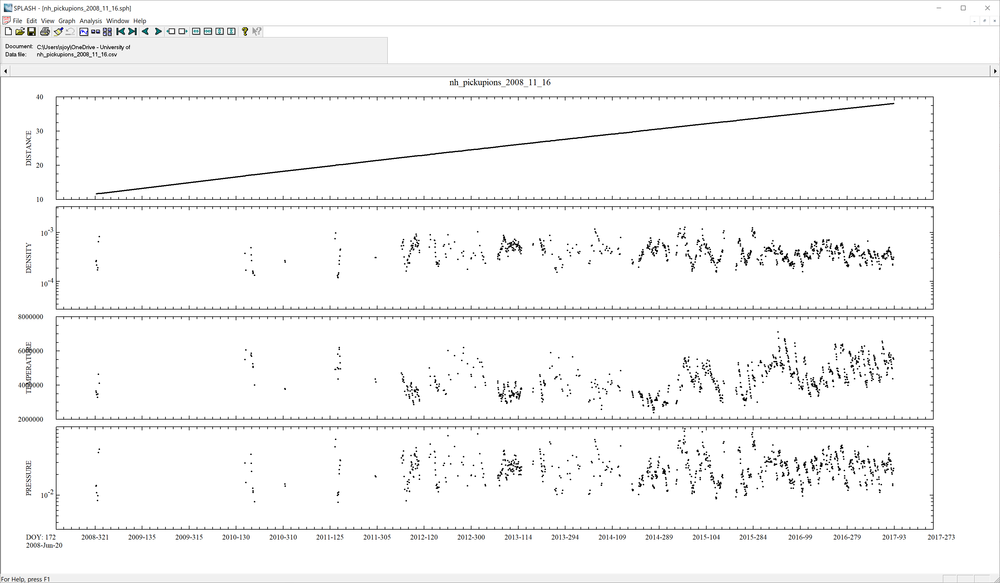 SPLASH - [nh_pickupions_2008_11_16.sph]
File Edit View Graph Analysis Window Help
Document: C:\Users\sjoy\OneDrive - University of
Data file: nh_pickupions_2008_11_16.csv
nh_pickupions_2008_11_16
40
30
20
10
DISTANCE
10-3
10-4
DENSITY
8000000
6000000
4000000
2000000
TEMPERATURE
10-2
PRESSURE
DOY: 172 2008-321 2009-135 2009-315 2010-130 2010-310 2011-125 2011-305 2012-120 2012-300 2013-114 2013-294 2014-109 2014-289 2015-104 2015-284 2016-99 2016-279 2017-93 2017-273
2008-Jun-20
For Help, press F1